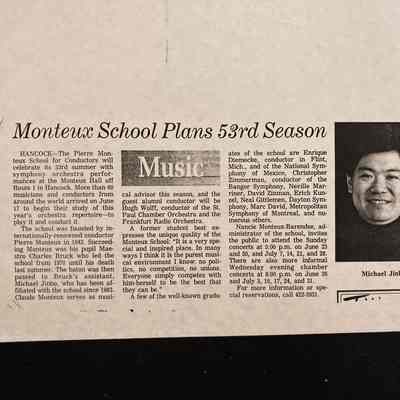 Monteux School Plans 53rd Season
HANCOCK—The Pierre Mon-
teux School for Conductors will
celebrate its 53rd summer with
symphony orchestra perfor-
mances at the Monteux Hall off
Route 1 in Hancock. More than 60
musicians and conductors from
around the world arrived on June
17 to begin their study of this
year's orchestra repertoire—to
play it and conduct it.
The school was founded by in-
ternationally-renowned conductor
Pierre Monteux in 1943. Succeed-
ing Monteux was his pupil Mae-
stro Charles Bruck who led the
school from 1970 until his death
last summer. The baton was then
passed to Bruck's assistant,
Michael Jinbo, who has been af-
filiated with the school since 1983.
Claude Monteux serves as musi-
Music
cal advisor this season, and the
guest alumni conductor will be
Hugh Wolff, conductor of the St.
Paul Chamber Orchestra and the
Frankfurt Radio Orchestra.
A former student best ex-
presses the unique quality of the
Monteux School: "It is a very spe-
cial and inspired place. In many
ways I think it is the purest musi-
cal environment I know: no poli-
tics, no competition, no unions.
Everyone simply competes with
him-herself to be the best that
they can be."
A few of the well-known gradu-
ates of the school are Enrique
Diemecke, conductor in Flint,
Mich., and of the National Sym-
phony of Mexico, Christopher
Zimmerman, conductor of the
Bangor Symphony, Neville Mar-
riner, David Zinman, Erich Kun-
zel, Neal Gittleman, Dayton Sym-
phony, Marc David, Metropolitan
Symphony of Montreal, and nu-
merous others.
Nancie Monteux-Barendse, ad-
ministrator of the school, invites
the public to attend the Sunday
concerts at 5:00 p.m. on June 23
and 30, and July 7, 14, 21, and 28.
There are also more informal
Wednesday evening chamber
concerts at 8:00 p.m. on June 26
and July 3, 10, 17, 24, and 31.
For more information or spe-
cial reservations, call 422-3931.
Michael Jinb